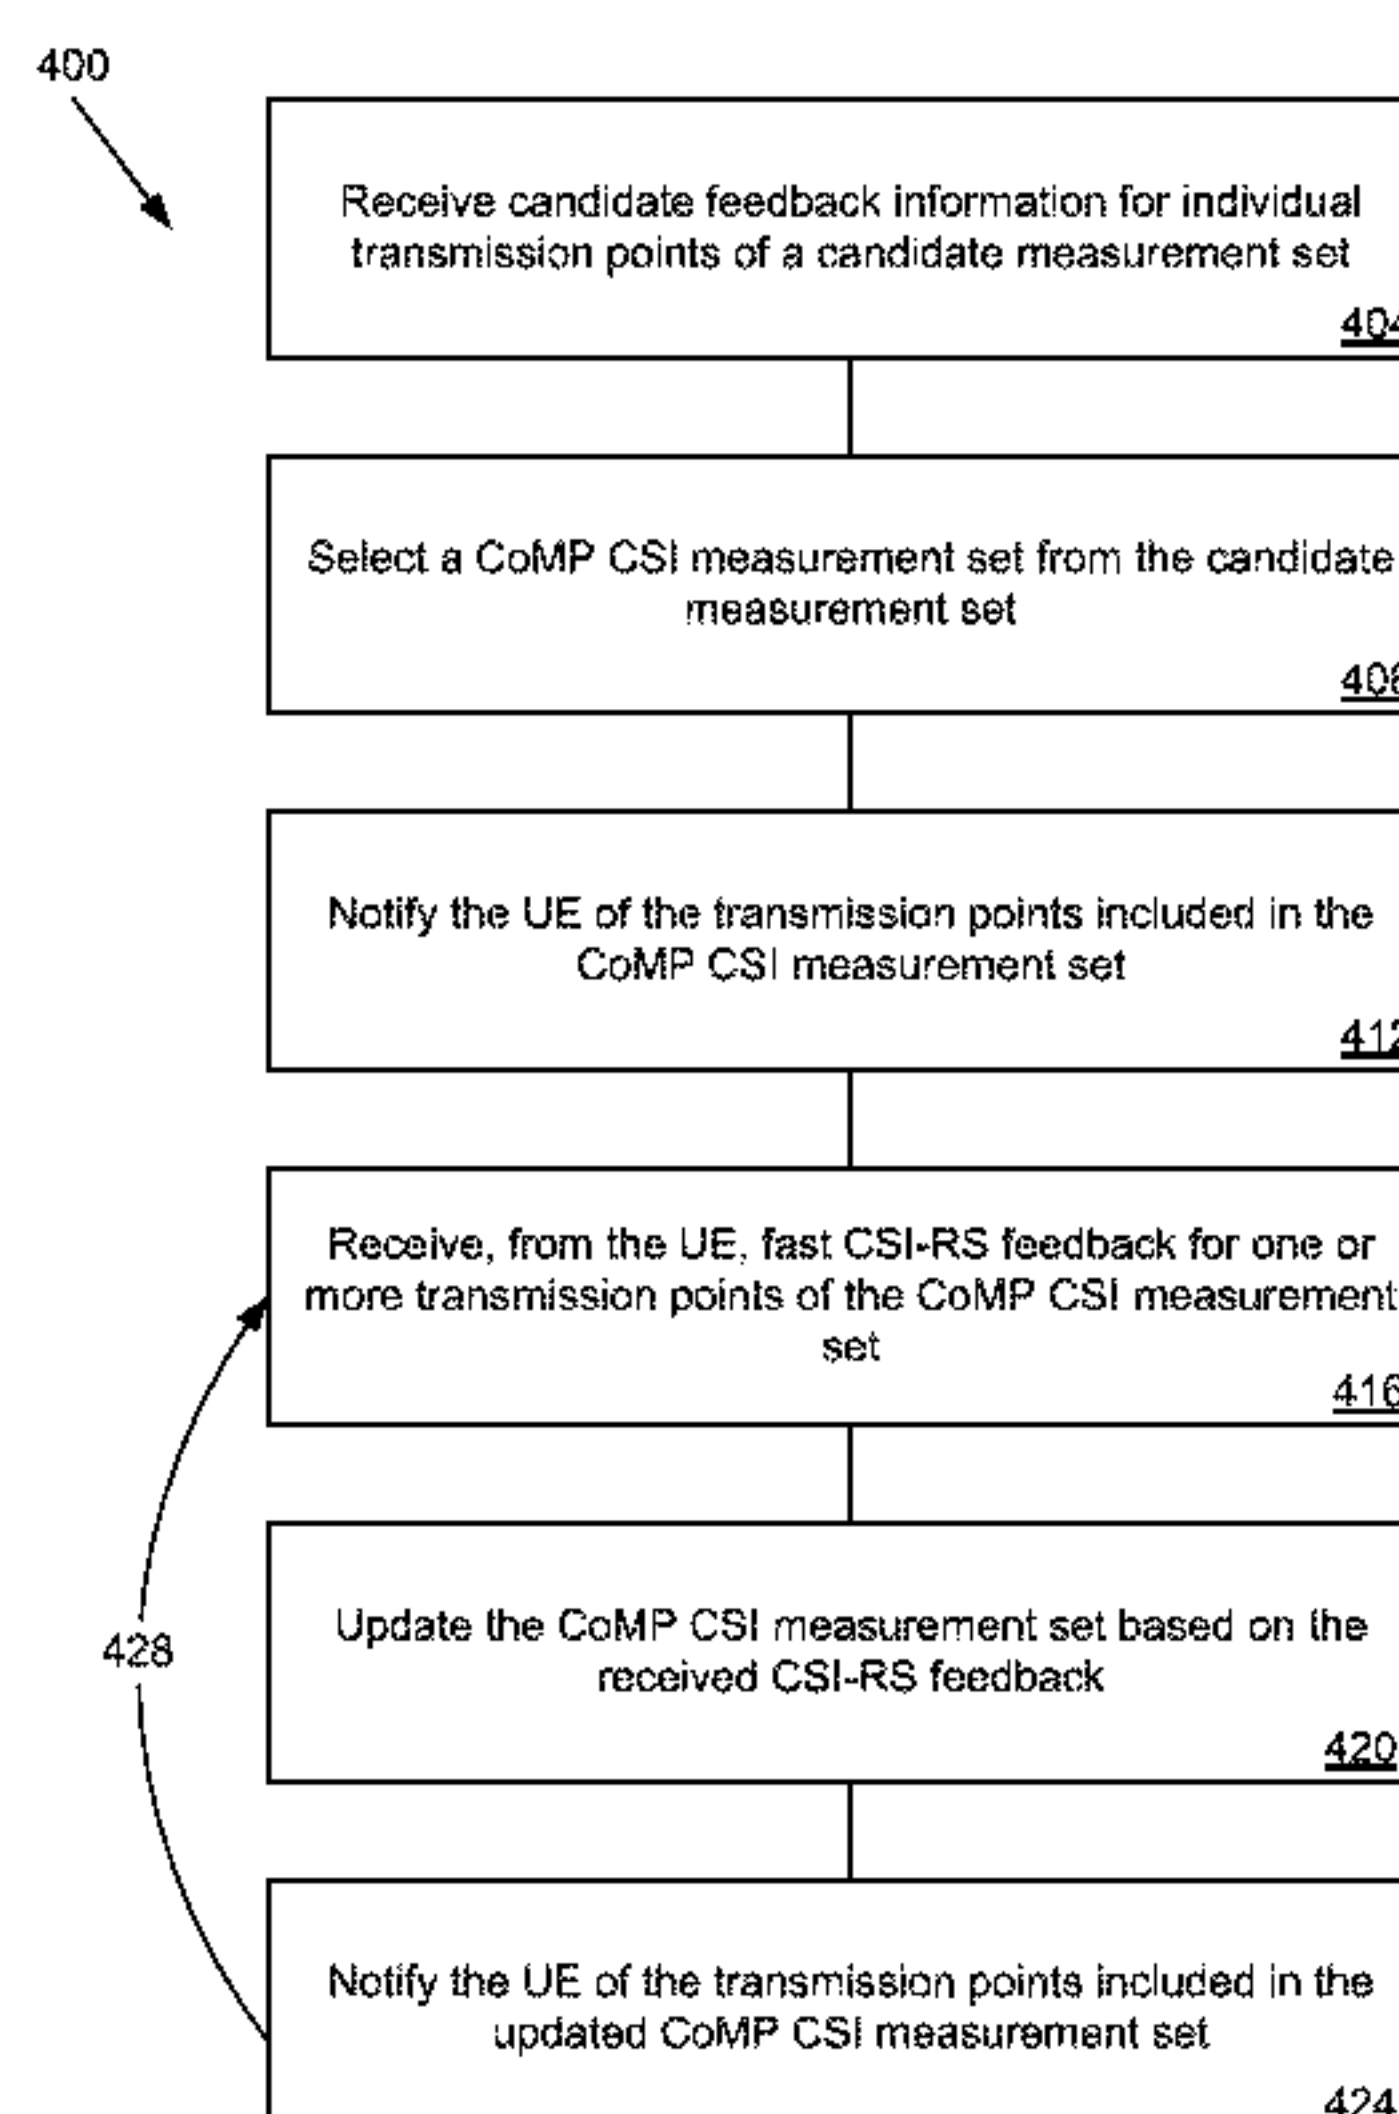 400
Receive candidate feedback information for individual
transmission points of a candidate measurement set
404
Select a CoMP CSI measurement set from the candidate
measurement set
408
Notify the UE of the transmission points included in the
CoMP CSI measurement set
412
Receive, from the UE, fast CSI-RS feedback for one or
more transmission points of the CoMP CSI measurement
set
416
Update the CoMP CSI measurement set based on the
received CSI-RS feedback
428
420
Notify the UE of the transmission points included in the
updated CoMP CSI measurement set
424